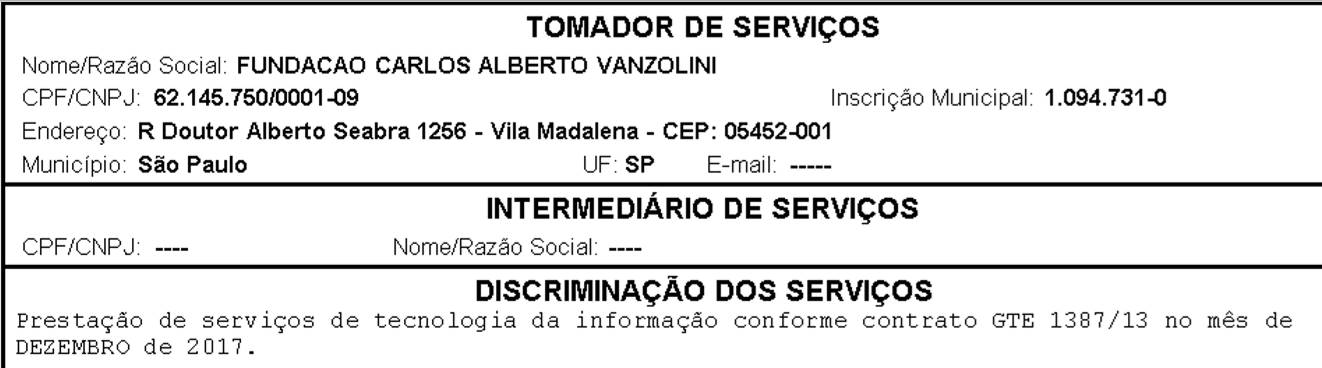 TOMADOR DE SERVIÇOS
Nome/Razão Social: FUNDACAO CARLOS ALBERTO VANZOLINI
CPF/CNPJ: 62.145.750/0001-09 Inscrição Municipal: 1.094.731-0
Endereço: R Doutor Alberto Seabra 1256 - Vila Madalena - CEP: 05452-001
Município: São Paulo UF: SP E-mail: -----
INTERMEDIÁRIO DE SERVIÇOS
CPF/CNPJ: ---- Nome/Razão Social: ----
DISCRIMINAÇÃO DOS SERVIÇOS
Prestação de serviços de tecnologia da informação conforme contrato GTE 1387/13 no mês de
DEZEMBRO de 2017.